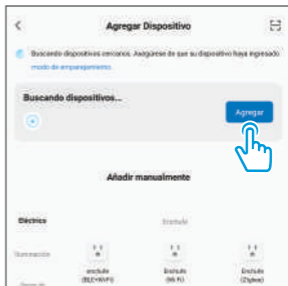 Agregar Dispositivo
Buscando dispositivos cercanos. Asegúrese de que su dispositivo haya ingresado
modo de emparejamiento.
Buscando dispositivos...
Agregar
Añadir manualmente
Eléctrico
Enchufe
Iluminación
enchufe
(BLE+Wi-Fi)
Enchufe
(Wi-Fi)
Enchufe
(Zigbee)